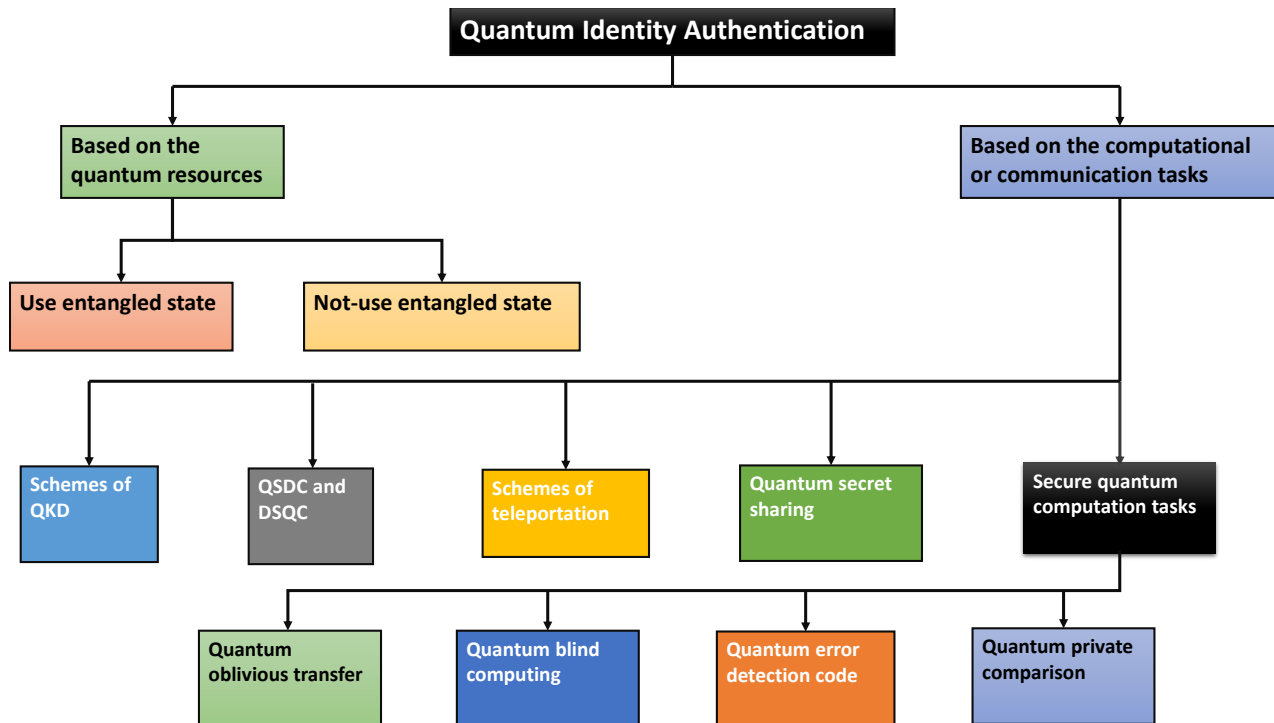 Quantum Identity Authentication
Based on the
quantum resources
Based on the computational
or communication tasks
Use entangled state
Not-use entangled state
Schemes of
QKD
QSDC and
DSQC
Schemes of
teleportation
Quantum secret
sharing
Secure quantum
computation tasks
Quantum
oblivious transfer
Quantum blind
computing
Quantum error
detection code
Quantum private
comparison